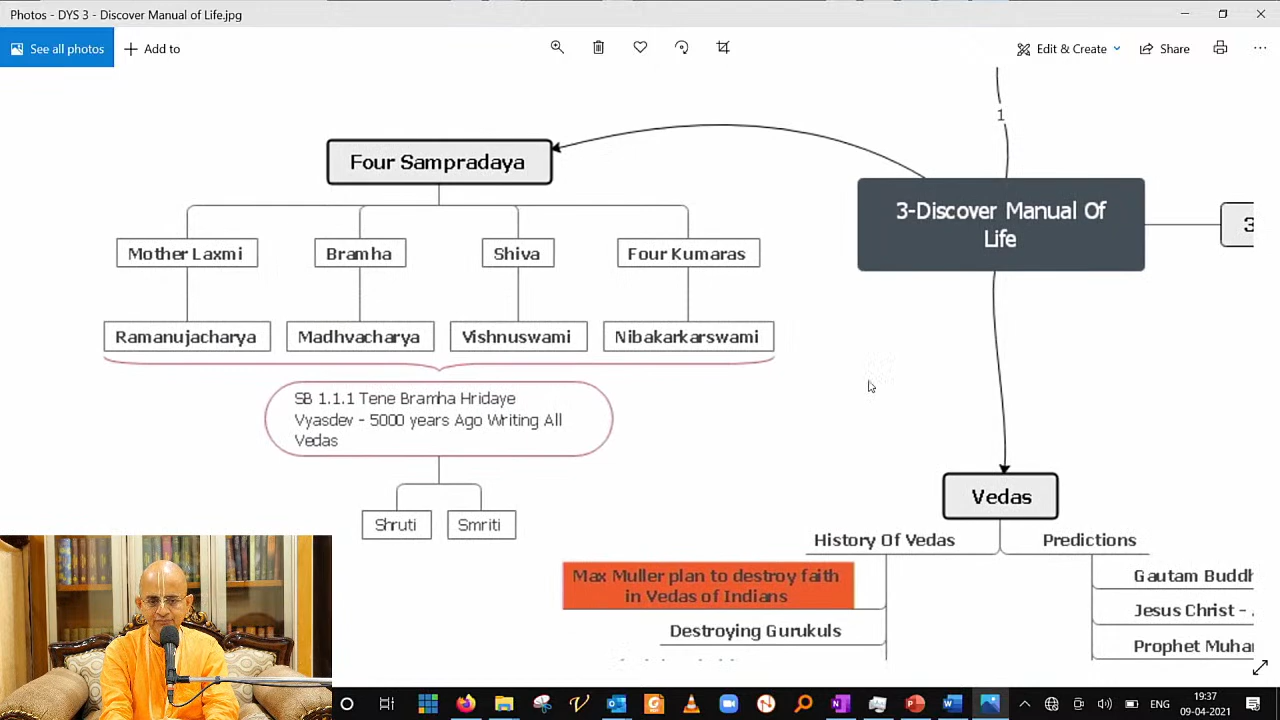 Photos - DYS 3 - Discover Manual of Life.jpg
See all photos
Add to
Edit & Create
Share
1
Four Sampradaya
3-Discover Manual Of
Life
3
Mother Laxmi
Bramha
Shiva
Four Kumaras
Ramanujacharya
Madhvacharya
Vishnuswami
Nibakarkarswami
SB 1.1.1 Tene Bramha Hridaye
Vyasdev - 5000 years Ago Writing All
Vedas
Shruti
Smriti
Vedas
History Of Vedas
Predictions
Max Muller plan to destroy faith
in Vedas of Indians
Destroying Gurukuls
Gautam Buddh
Jesus Christ -
Prophet Muha
ENG
19:37
09-04-2021